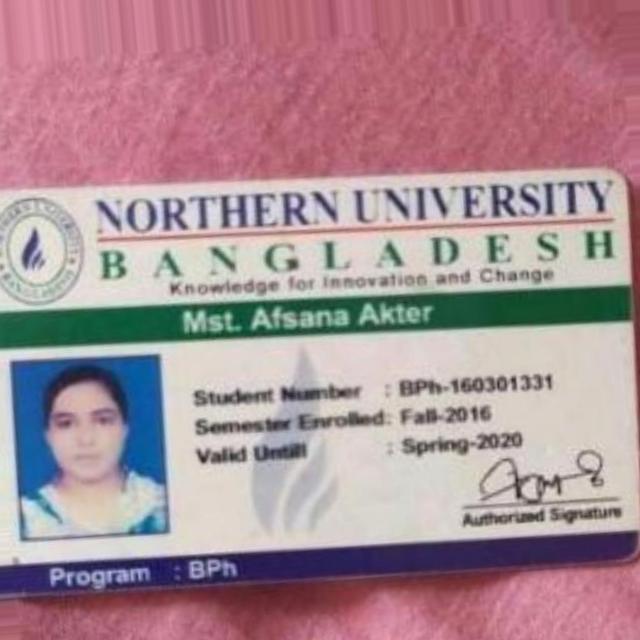 NORTHERN UNIVERSITY
BANGLADESH
Knowledge for Innovation and Change
Mst. Afsana Akter
Student Number : BPh-160301331
Semester Enrolled: Fall-2016
Valid Untill : Spring-2020
Authorized Signature
Program : BPh